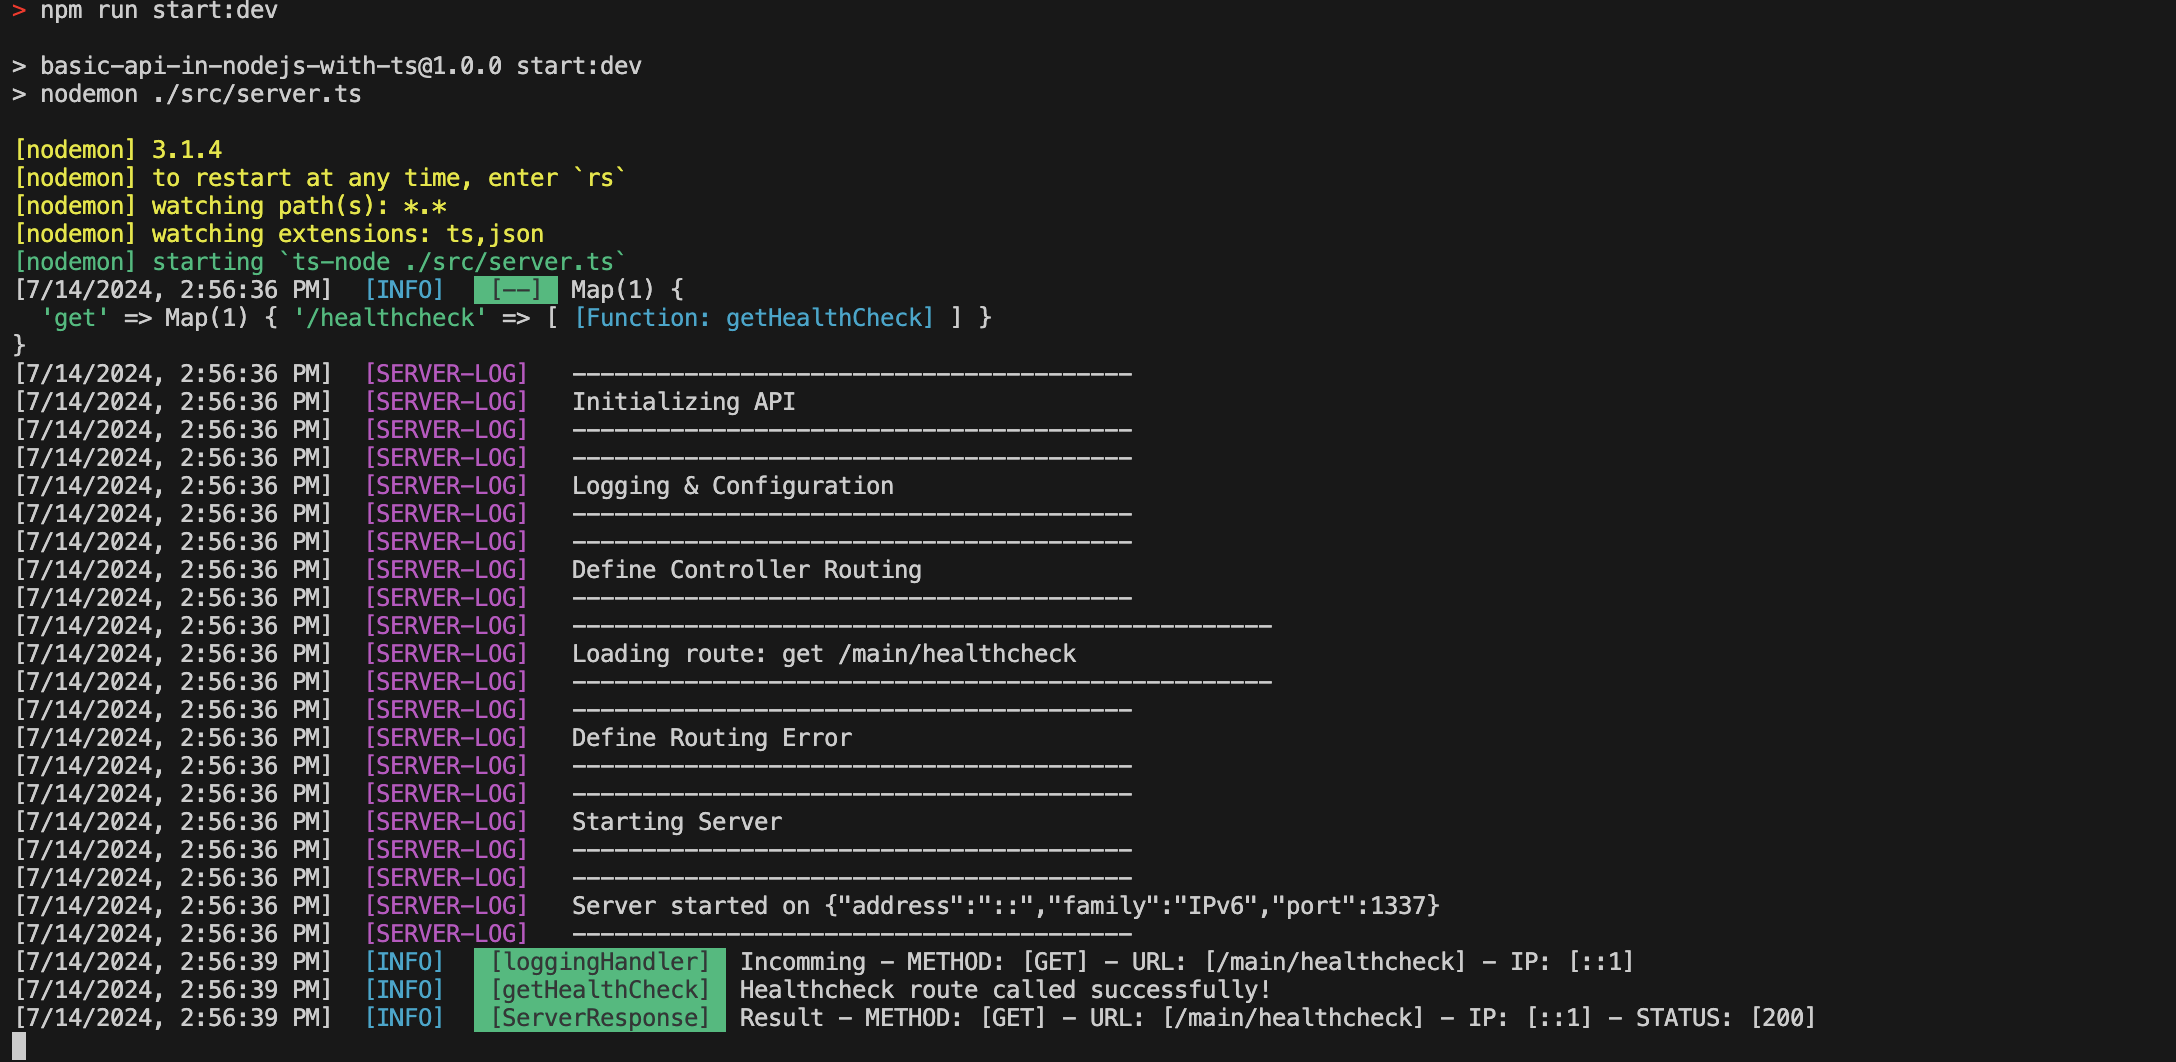 > npm run start:dev
> basic-api-in-nodejs-with-ts@1.0.0 start:dev
> nodemon ./src/server.ts
[nodemon] 3.1.4
[nodemon] to restart at any time, enter `rs`
[nodemon] watching path(s): *.*
[nodemon] watching extensions: ts,json
[nodemon] starting `ts-node ./src/server.ts`
[7/14/2024, 2:56:36 PM] [INFO] [--] Map(1) {
'get' => Map(1) { '/healthcheck' => [ [Function: getHealthCheck] ] }
}
[7/14/2024, 2:56:36 PM] [SERVER-LOG] ----------------------------------------
[7/14/2024, 2:56:36 PM] [SERVER-LOG] Initializing API
[7/14/2024, 2:56:36 PM] [SERVER-LOG] ----------------------------------------
[7/14/2024, 2:56:36 PM] [SERVER-LOG] ----------------------------------------
[7/14/2024, 2:56:36 PM] [SERVER-LOG] Logging & Configuration
[7/14/2024, 2:56:36 PM] [SERVER-LOG] ----------------------------------------
[7/14/2024, 2:56:36 PM] [SERVER-LOG] ----------------------------------------
[7/14/2024, 2:56:36 PM] [SERVER-LOG] Define Controller Routing
[7/14/2024, 2:56:36 PM] [SERVER-LOG] ----------------------------------------
[7/14/2024, 2:56:36 PM] [SERVER-LOG] --------------------------------------------------
[7/14/2024, 2:56:36 PM] [SERVER-LOG] Loading route: get /main/healthcheck
[7/14/2024, 2:56:36 PM] [SERVER-LOG] --------------------------------------------------
[7/14/2024, 2:56:36 PM] [SERVER-LOG] ----------------------------------------
[7/14/2024, 2:56:36 PM] [SERVER-LOG] Define Routing Error
[7/14/2024, 2:56:36 PM] [SERVER-LOG] ----------------------------------------
[7/14/2024, 2:56:36 PM] [SERVER-LOG] ----------------------------------------
[7/14/2024, 2:56:36 PM] [SERVER-LOG] Starting Server
[7/14/2024, 2:56:36 PM] [SERVER-LOG] ----------------------------------------
[7/14/2024, 2:56:36 PM] [SERVER-LOG] ----------------------------------------
[7/14/2024, 2:56:36 PM] [SERVER-LOG] Server started on {"address":"::","family":"IPv6","port":1337}
[7/14/2024, 2:56:36 PM] [SERVER-LOG] ----------------------------------------
[7/14/2024, 2:56:39 PM] [INFO] [loggingHandler] Incomming - METHOD: [GET] - URL: [/main/healthcheck] - IP: [::1]
[7/14/2024, 2:56:39 PM] [INFO] [getHealthCheck] Healthcheck route called successfully!
[7/14/2024, 2:56:39 PM] [INFO] [ServerResponse] Result - METHOD: [GET] - URL: [/main/healthcheck] - IP: [::1] - STATUS: [200]